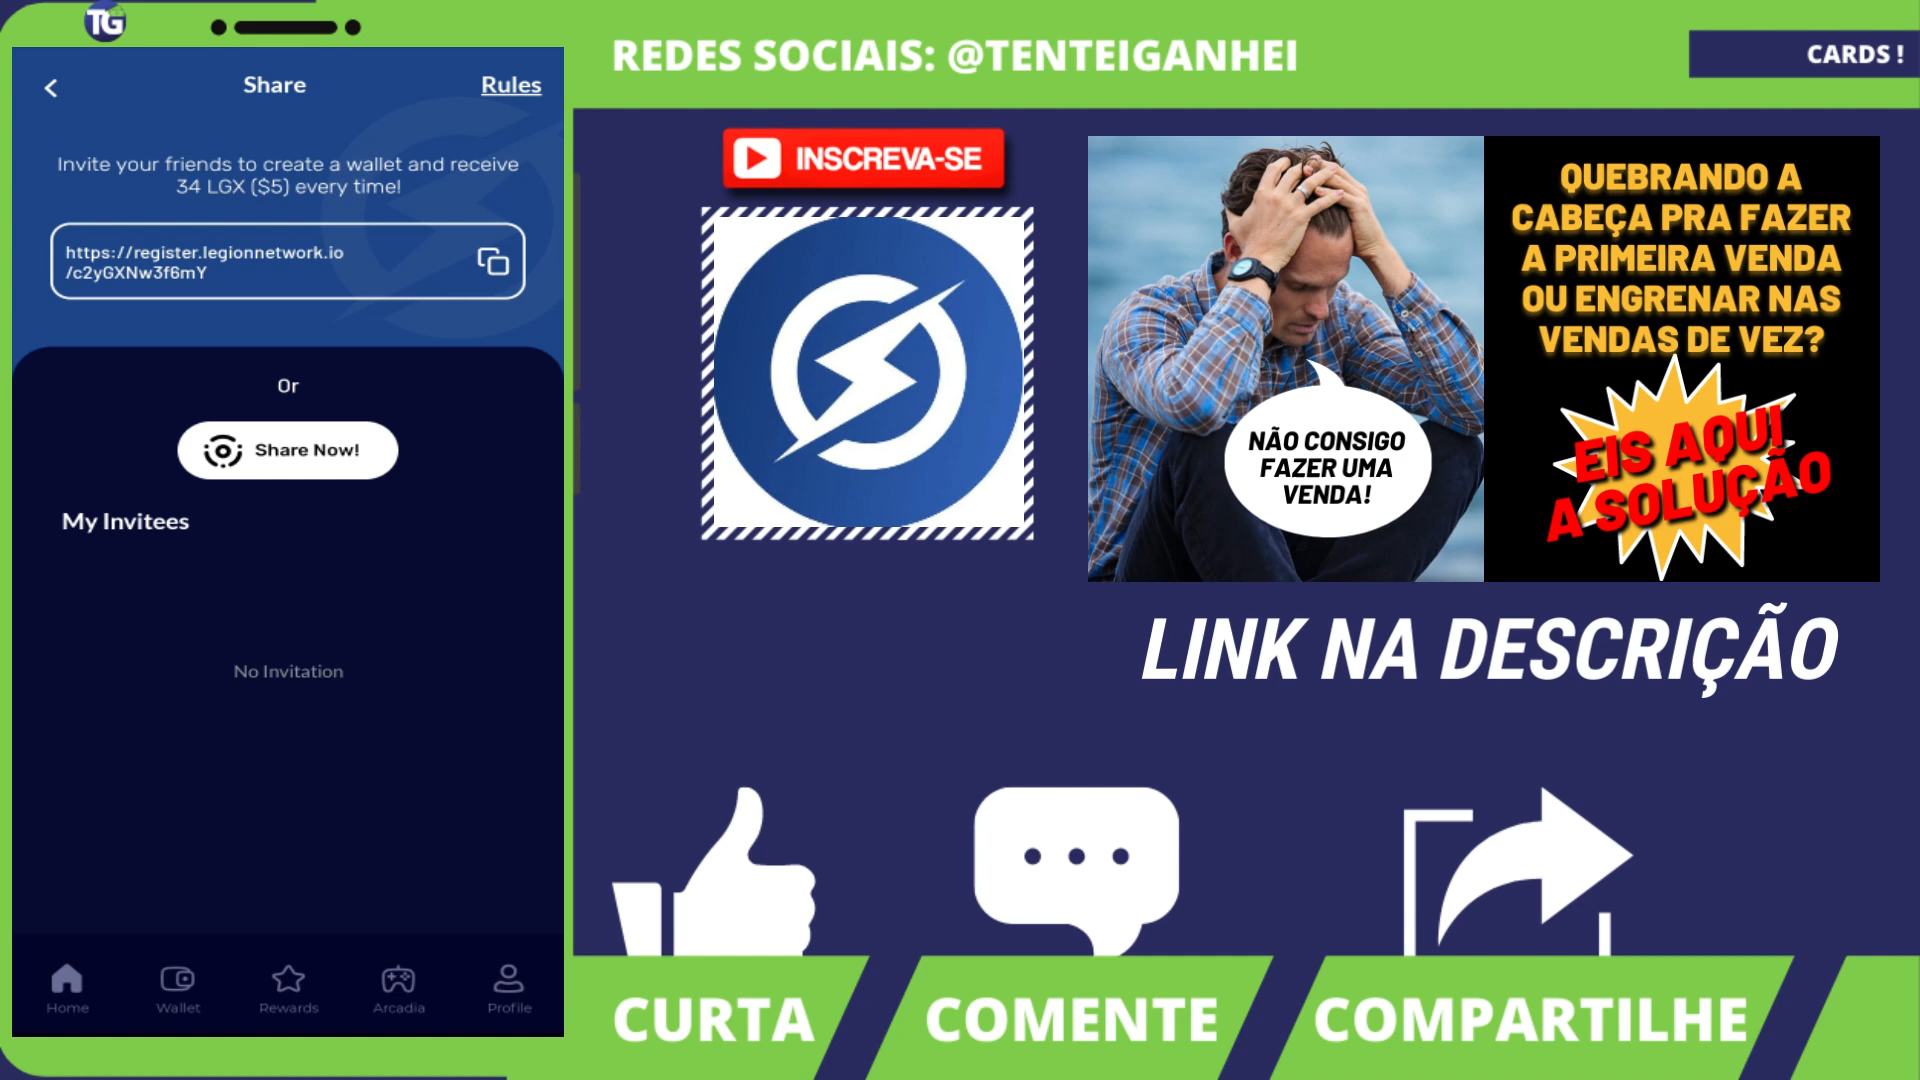 TG
REDES SOCIAIS: @TENTEIGANHEI
CARDS !
Share
Rules
Invite your friends to create a wallet and receive
34 LGX ($5) every time!
https://register.legionnetwork.io
/c2yGXNw3f6mY
Or
Share Now!
My Invitees
No Invitation
Home
Wallet
Rewards
Arcadia
Profile
INSCREVA-SE
NÃO CONSIGO
FAZER UMA
VENDA!
QUEBRANDO A
CABEÇA PRA FAZER
A PRIMEIRA VENDA
OU ENGRENAR NAS
VENDAS DE VEZ?
EIS AQUI
A SOLUÇÃO
LINK NA DESCRIÇÃO
CURTA
COMENTE
COMPARTILHE